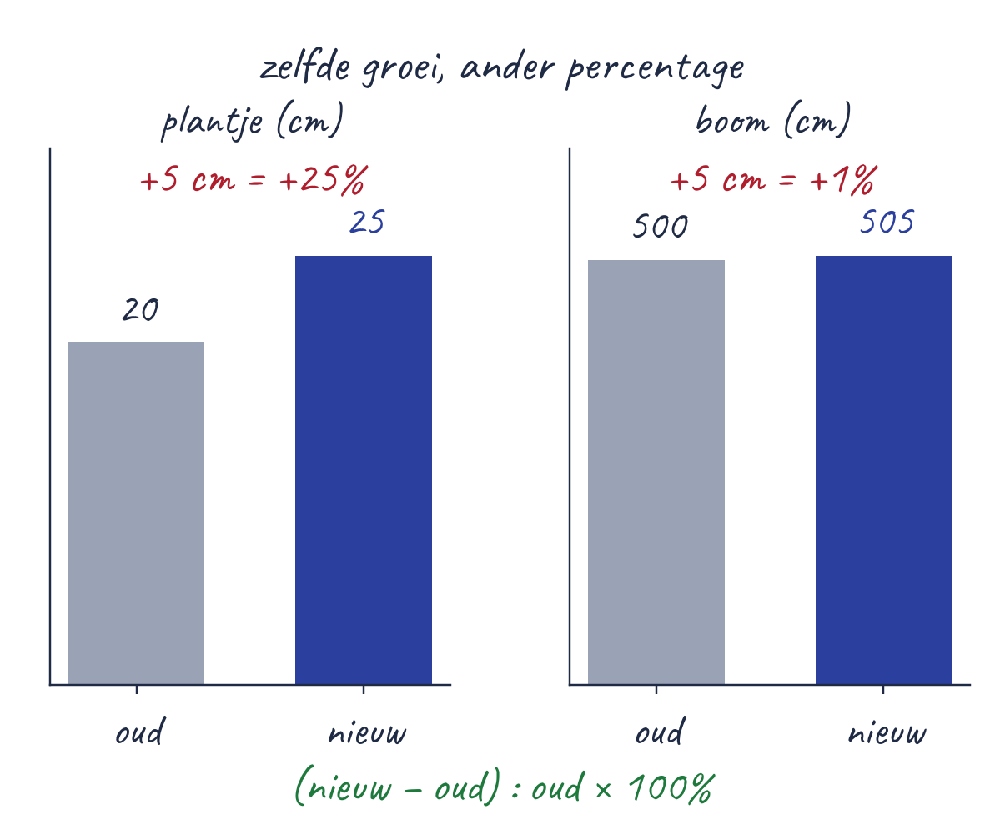 zelfde groei, ander percentage
plantje (cm)
+5 cm = +25%
20
25
oud
nieuw
boom (cm)
+5 cm = +1%
500
505
oud
nieuw
(nieuw – oud) : oud × 100%